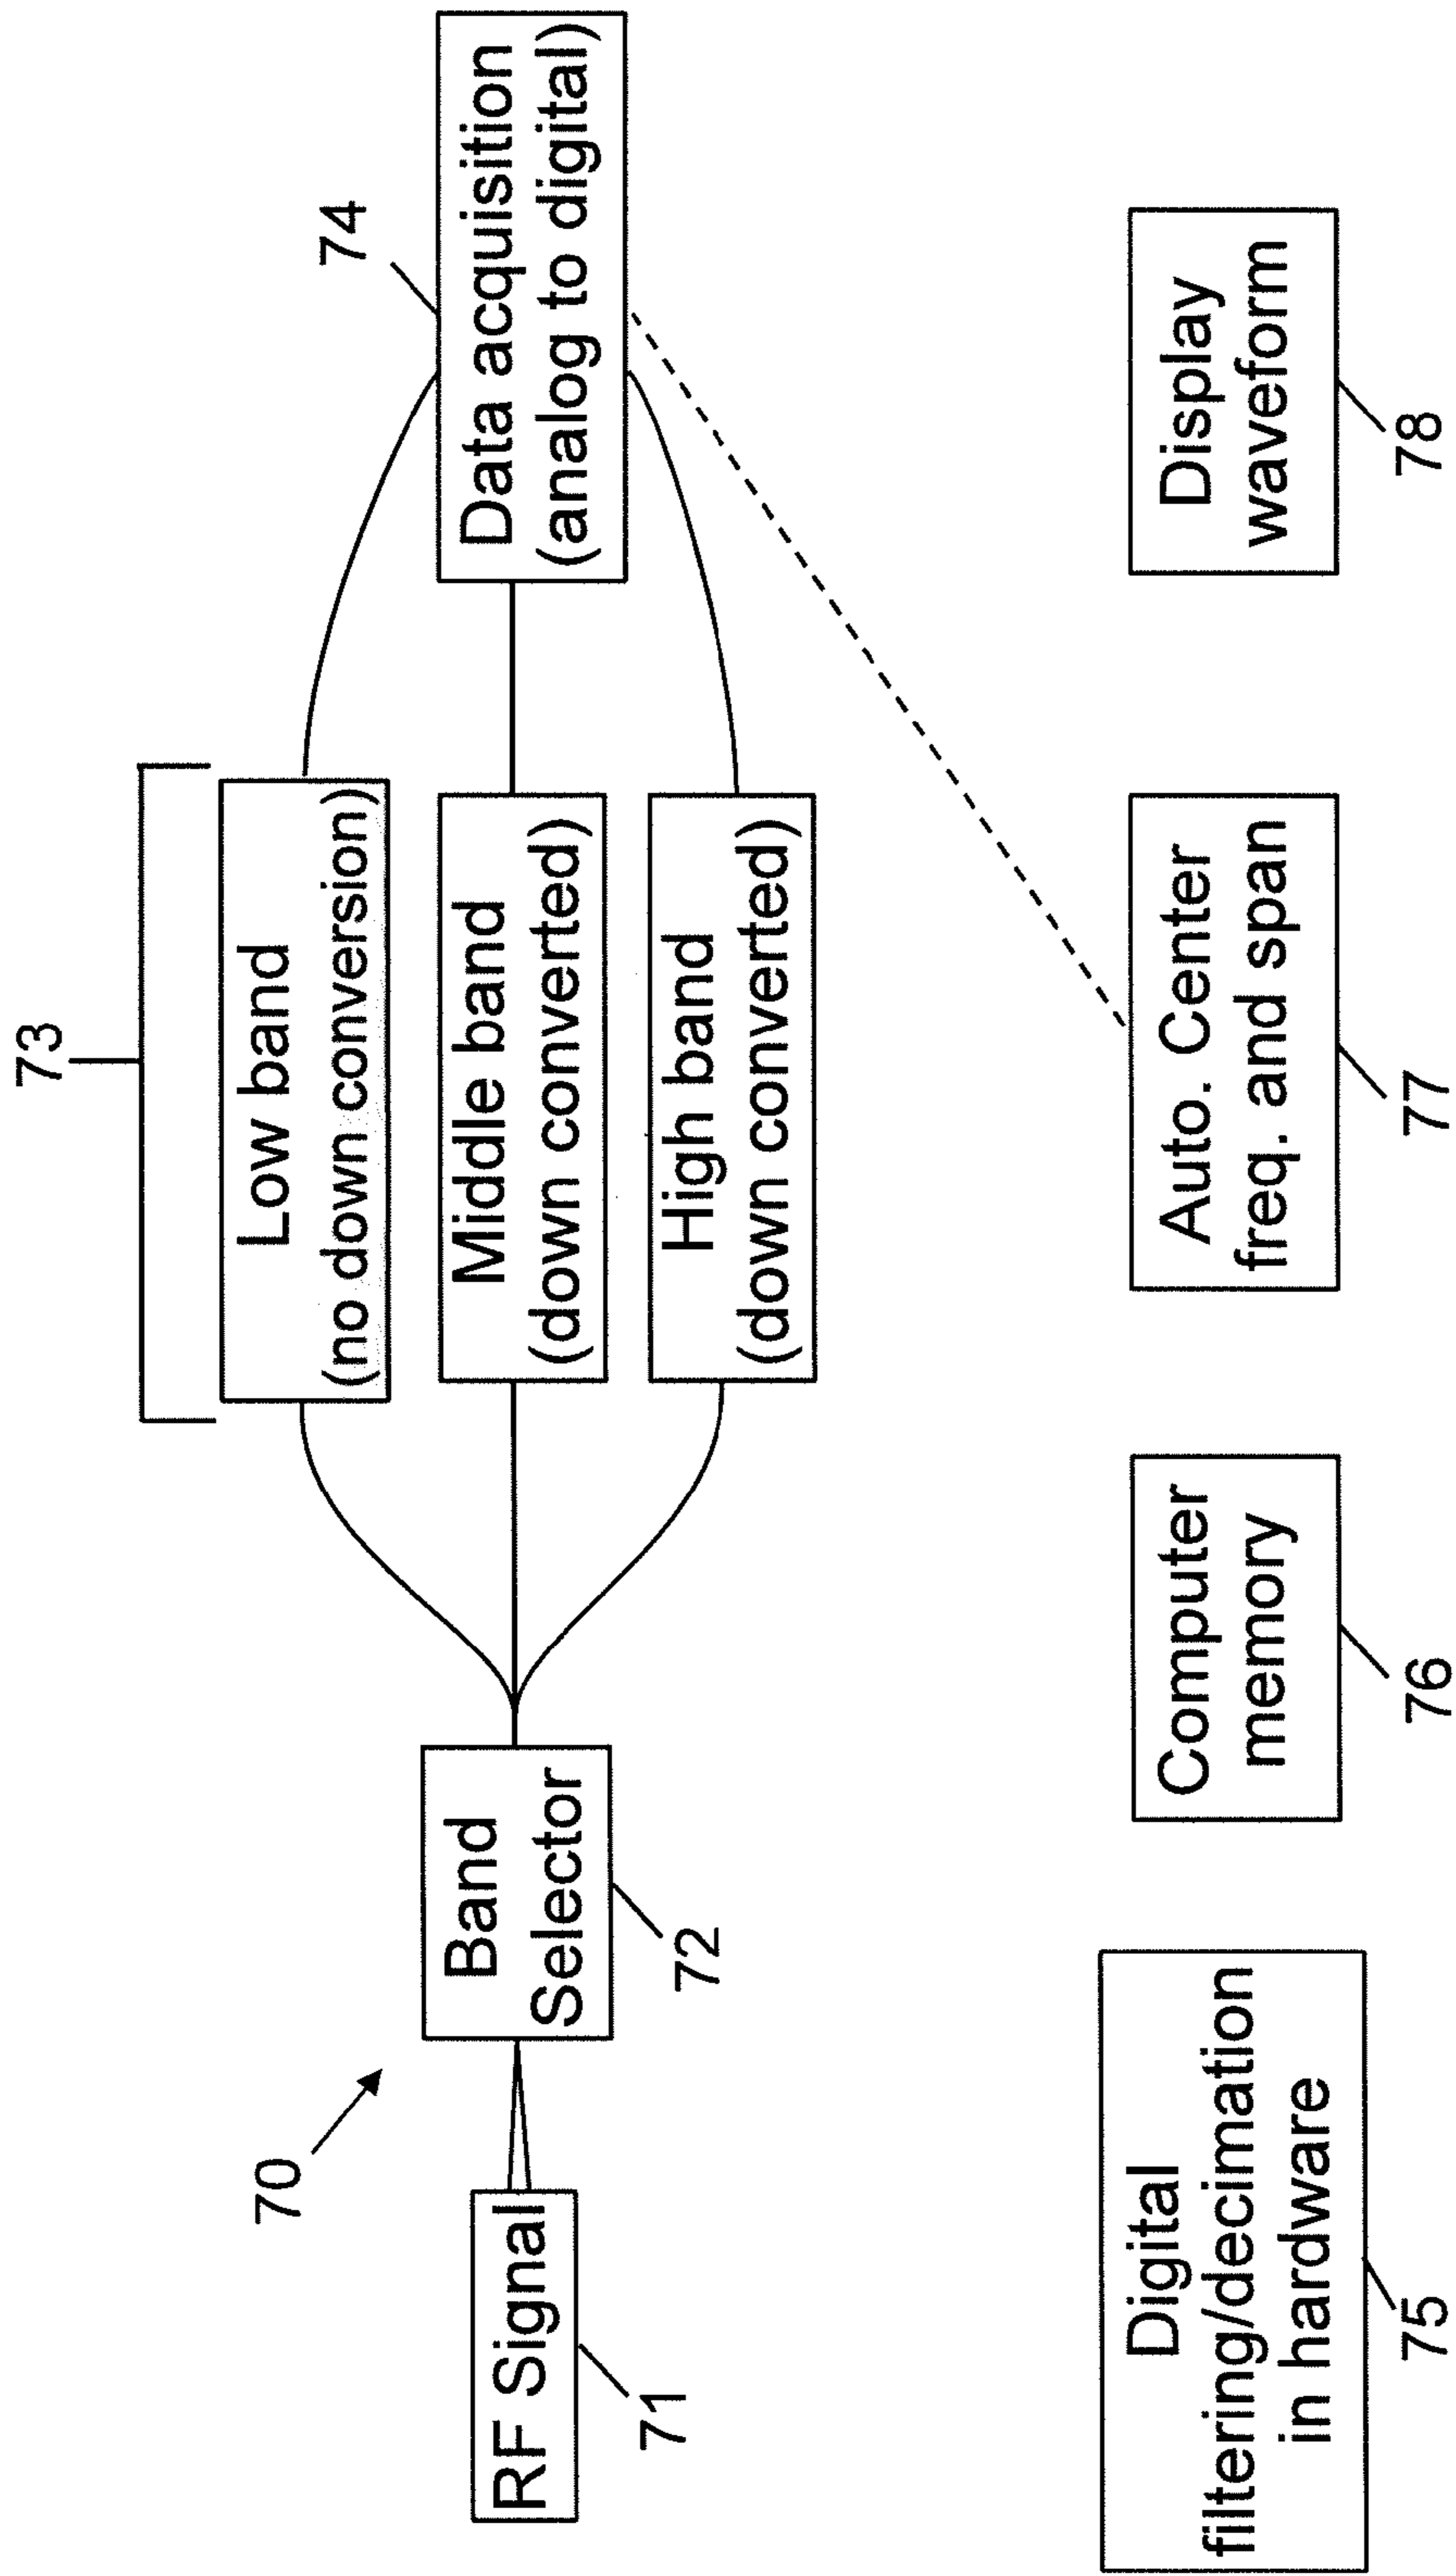 70
73
74
RF Signal
71
Band
Selector
72
Low band
(no down conversion)
Middle band
(down converted)
High band
(down converted)
Data acquisition
(analog to digital)
Digital
filtering/decimation
in hardware
75
Computer
memory
76
Auto. Center
freq. and span
77
Display
waveform
78